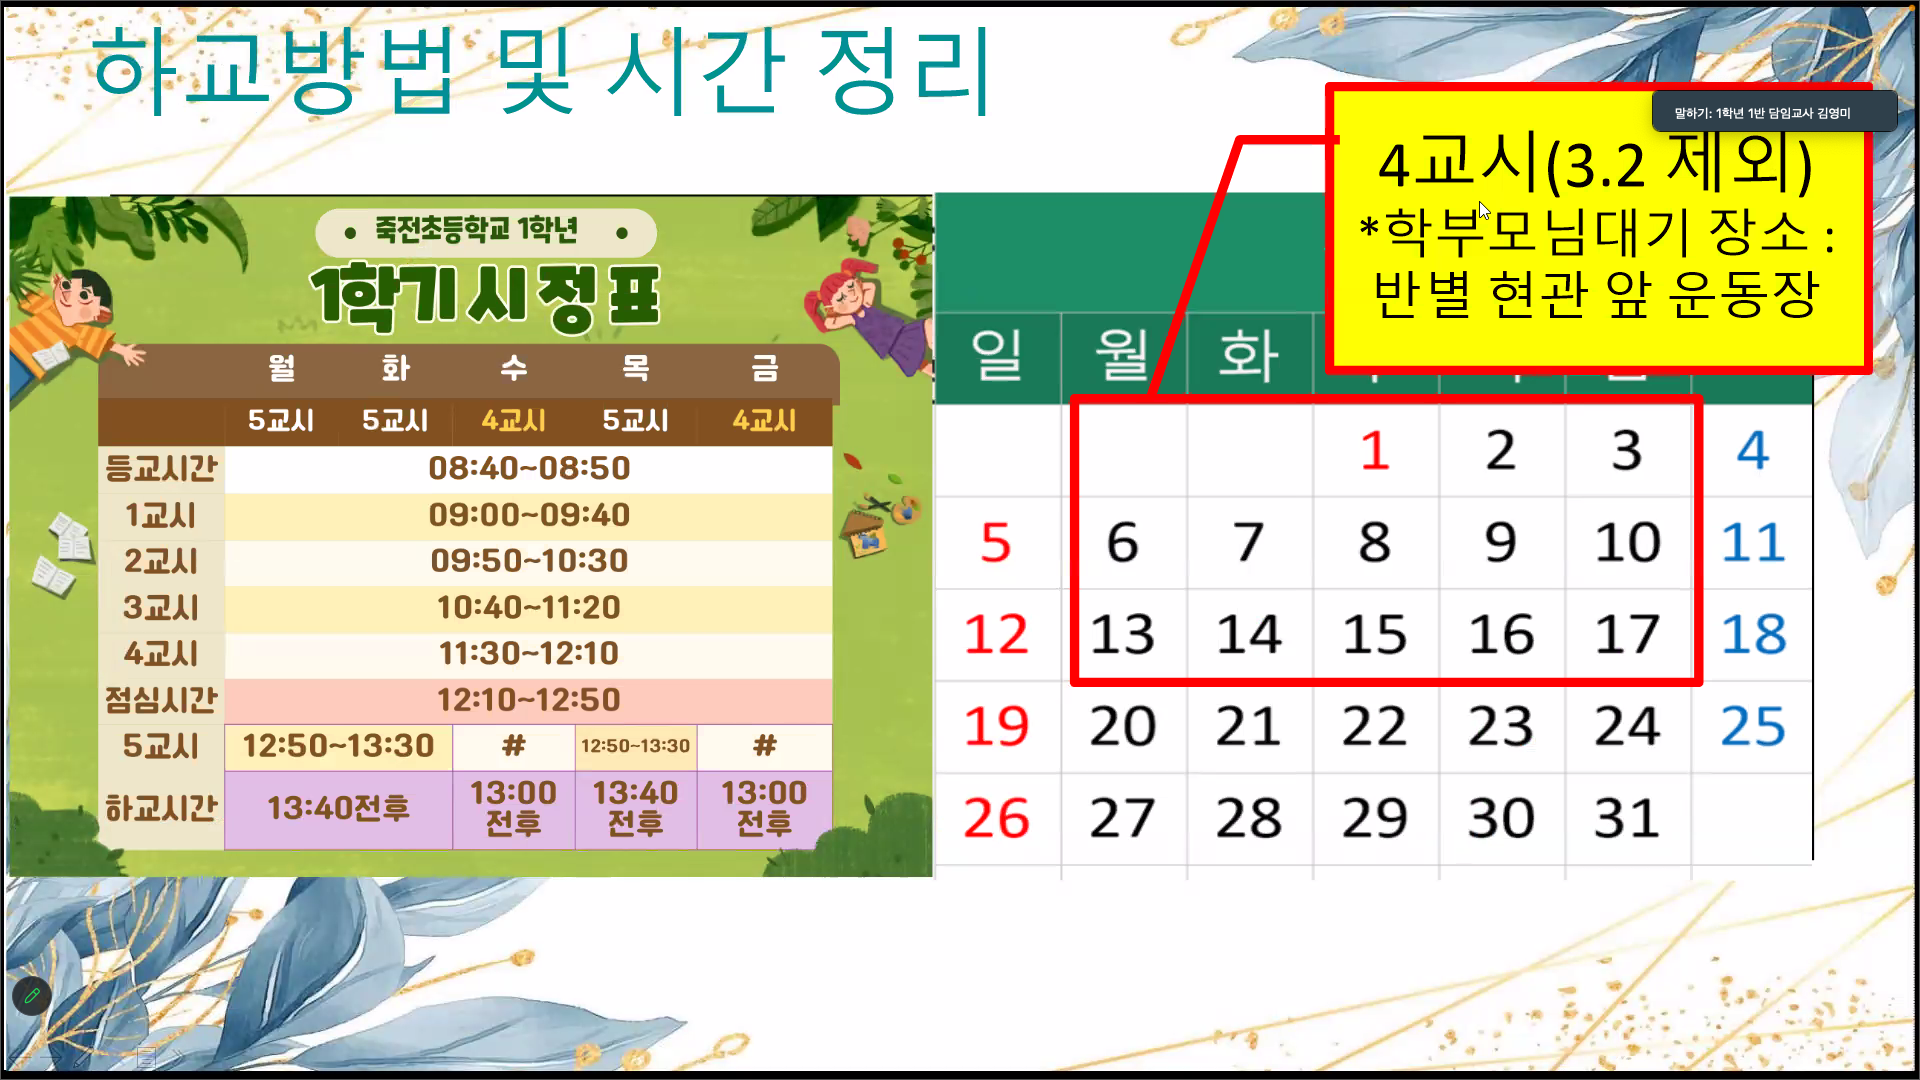 하교방법 및 시간 정리
말하기: 1학년 1반 담임교사 김영미
4교시(3.2 제외)
*학부모님대기 장소 :
반별 현관 앞 운동장
죽전초등학교 1학년
1학기 시정표
월 화 수 목 금
5교시 5교시 4교시 5교시 4교시
등교시간 08:40~08:50
1교시 09:00~09:40
2교시 09:50~10:30
3교시 10:40~11:20
4교시 11:30~12:10
점심시간 12:10~12:50
5교시 12:50~13:30 # 12:50~13:30 #
하교시간 13:40전후 13:00 전후 13:40 전후 13:00 전후
일 월 화
1 2 3 4
5 6 7 8 9 10 11
12 13 14 15 16 17 18
19 20 21 22 23 24 25
26 27 28 29 30 31